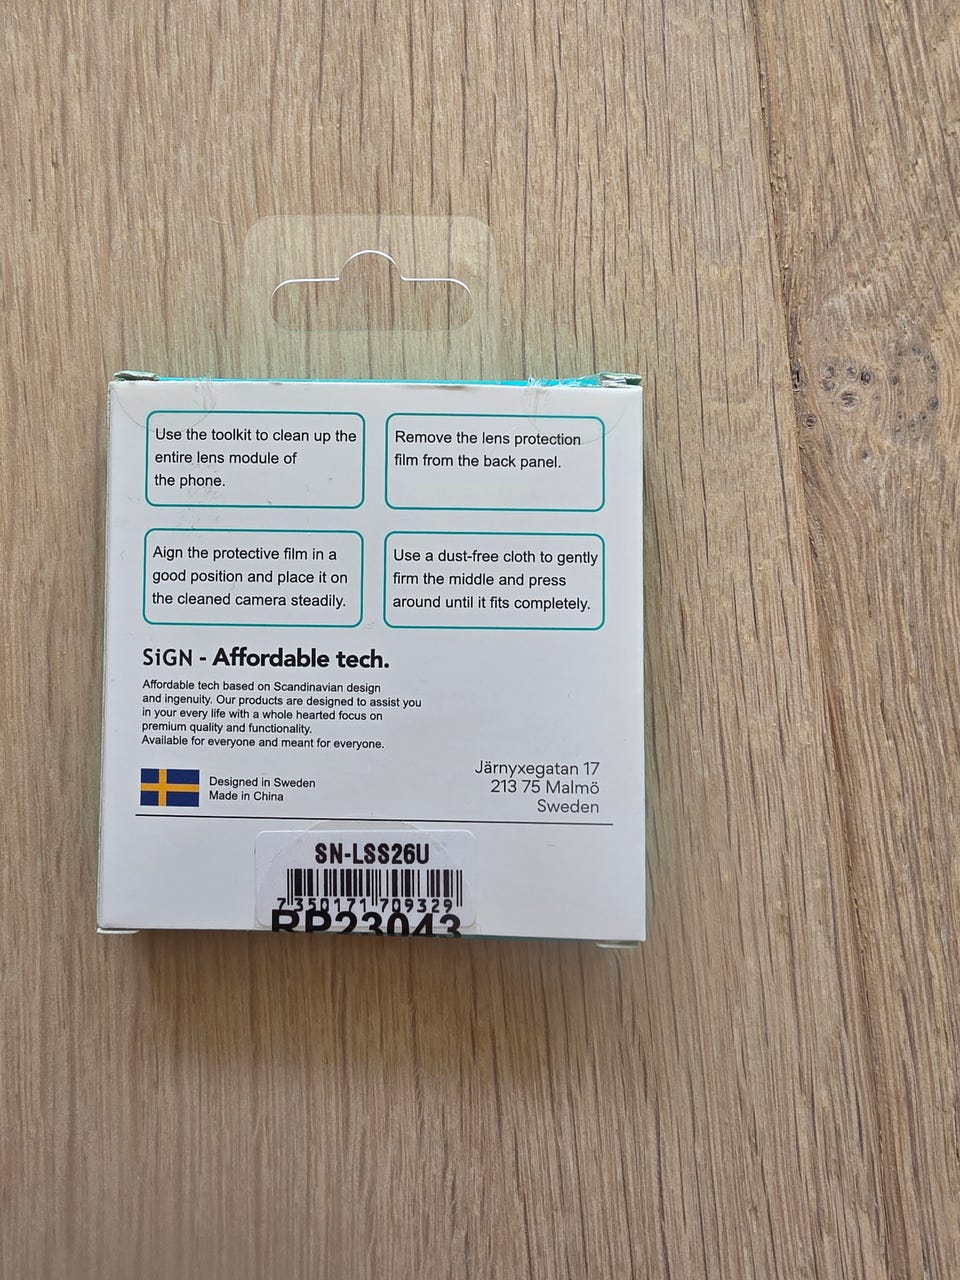 Use the toolkit to clean up the
entire lens module of
the phone.
Remove the lens protection
film from the back panel.
Aign the protective film in a
good position and place it on
the cleaned camera steadily.
Use a dust-free cloth to gently
firm the middle and press
around until it fits completely.
SiGN - Affordable tech.
Affordable tech based on Scandinavian design
and ingenuity. Our products are designed to assist you
in your every life with a whole hearted focus on
premium quality and functionality.
Available for everyone and meant for everyone.
Designed in Sweden
Made in China
Järnyxegatan 17
213 75 Malmö
Sweden
SN-LSS26U
7 350171 709329
RP23043